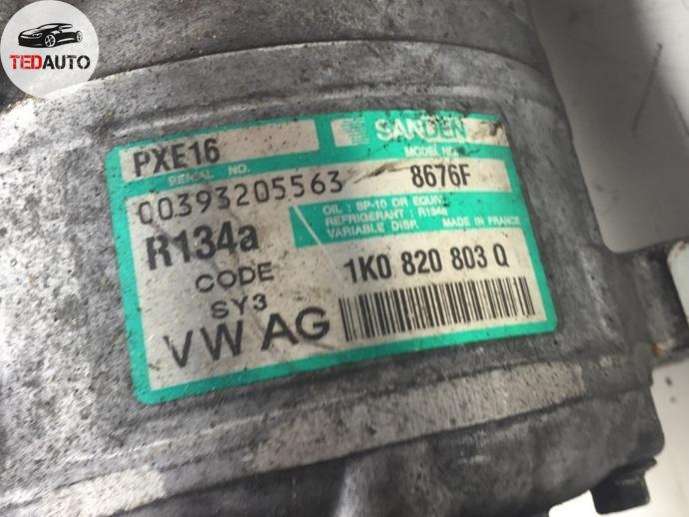 TEDAUTO
PXE16
SANDEN
SERIAL NO.
MODEL NO.
00393205563
8676F
OIL : SP-10 OR EQUIV.
REFRIGERANT : R134a
VARIABLE DISP. MADE IN FRANCE
R134a
1K0 820 803 Q
CODE
SY3
VW AG